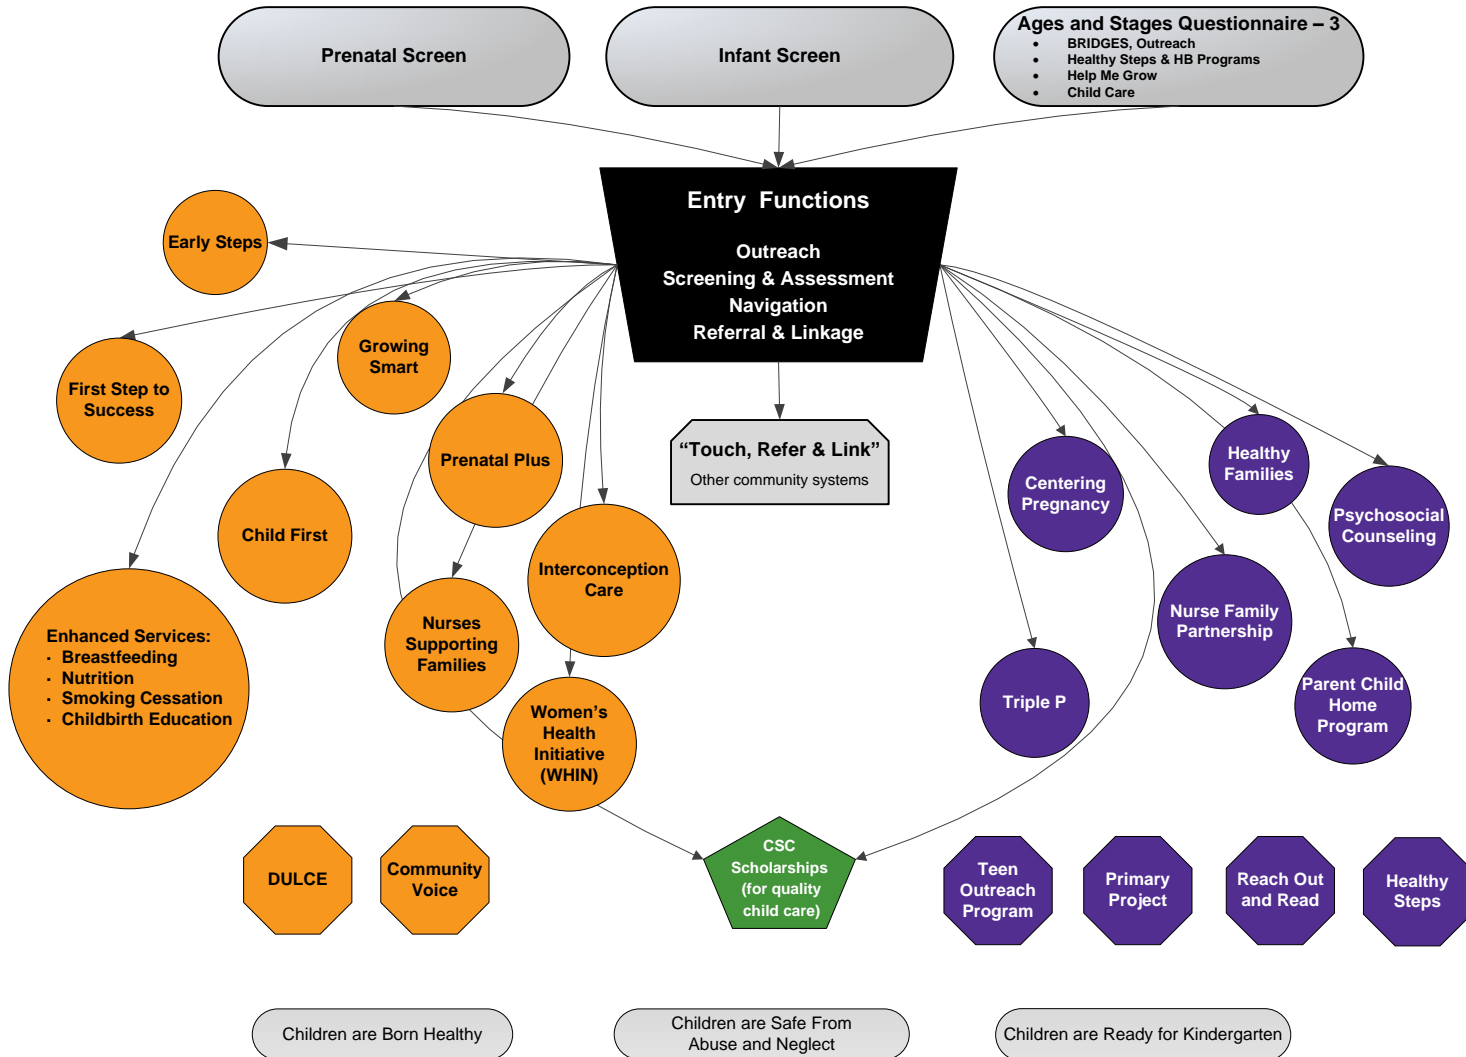 Prenatal Screen
Infant Screen
Ages and Stages Questionnaire – 3
• BRIDGES, Outreach
• Healthy Steps & HB Programs
• Help Me Grow
• Child Care
Entry Functions
Outreach
Screening & Assessment
Navigation
Referral & Linkage
Early Steps
First Step to
Success
Growing
Smart
Prenatal Plus
Child First
“Touch, Refer & Link”
Other community systems
Interconception
Care
Enhanced Services:
· Breastfeeding
· Nutrition
· Smoking Cessation
· Childbirth Education
Nurses
Supporting
Families
Women’s
Health
Initiative
(WHIN)
Centering
Pregnancy
Healthy
Families
Psychosocial
Counseling
Nurse Family
Partnership
Triple P
Parent Child
Home
Program
DULCE
Community
Voice
CSC
Scholarships
(for quality
child care)
Teen
Outreach
Program
Primary
Project
Reach Out
and Read
Healthy
Steps
Children are Born Healthy
Children are Safe From
Abuse and Neglect
Children are Ready for Kindergarten